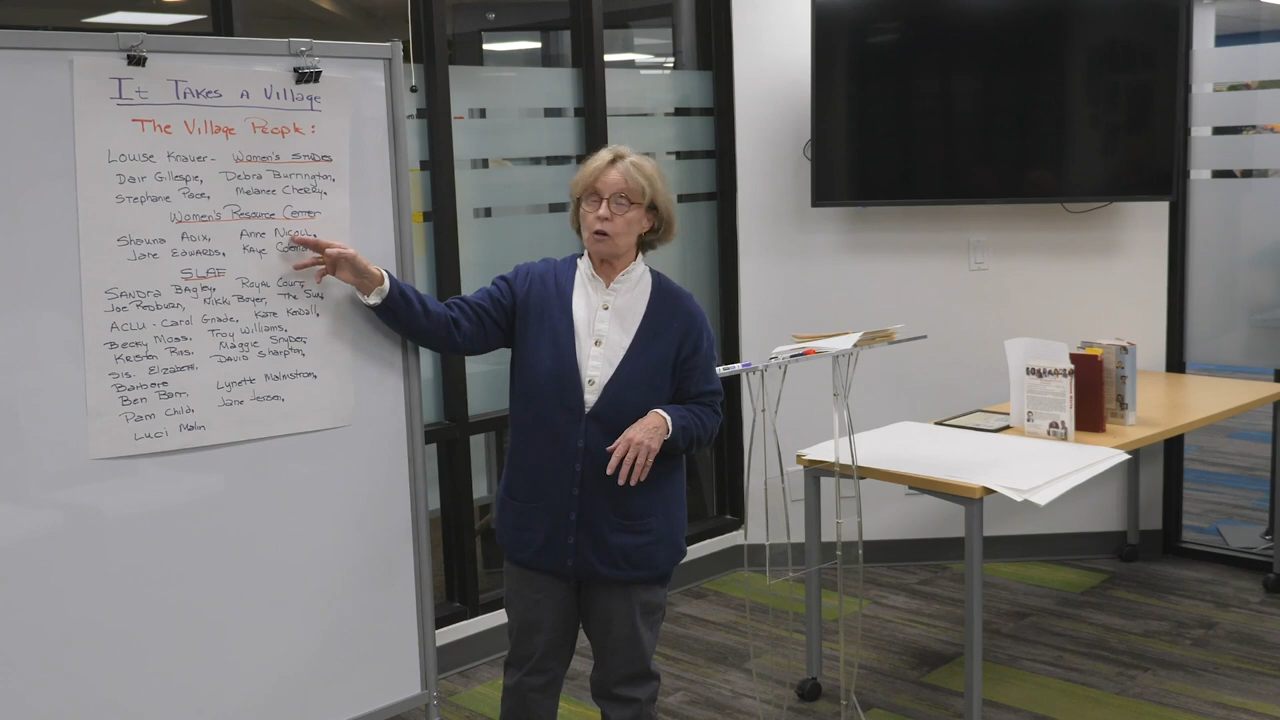 It Takes a Village
The Village People:
Louise Knauer - Women's Studies
Dair Gillespie, Debra Burrington,
Stephanie Pace, Melanee Cherry,
Women's Resource Center
Shauna Adix, Anne Nicoll,
Jane Edwards, Kaye
SLAF
Sandra Bagley, Royal Court,
Joe Redburn, Nikki Boyer, The Sun,
ACLU - Carol Gnade, Kate Kendall,
Becky Moss, Troy Williams,
Kristen Ries, Maggie Snyder,
Sis. Elizabeth, David Sharpton,
Barbara
Ben Barr, Lynette Malmstrom,
Pam Child, Jane Jensen,
Luci Malin